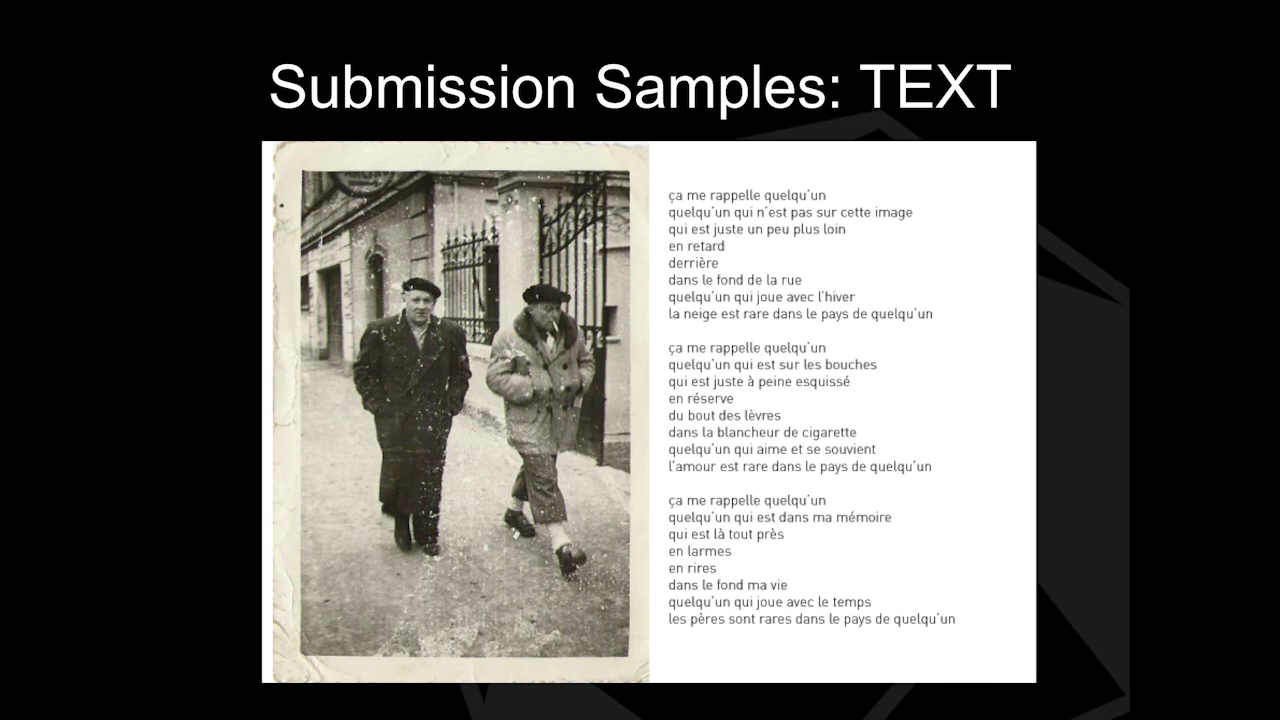 Submission Samples: TEXT
ça me rappelle quelqu'un
quelqu'un qui n'est pas sur cette image
qui est juste un peu plus loin
en retard
derrière
dans le fond de la rue
quelqu'un qui joue avec l'hiver
la neige est rare dans le pays de quelqu'un
ça me rappelle quelqu'un
quelqu'un qui est sur les bouches
qui est juste à peine esquissé
en réserve
du bout des lèvres
dans la blancheur de cigarette
quelqu'un qui aime et se souvient
l'amour est rare dans le pays de quelqu'un
ça me rappelle quelqu'un
quelqu'un qui est dans ma mémoire
qui est là tout près
en larmes
en rires
dans le fond ma vie
quelqu'un qui joue avec le temps
les pères sont rares dans le pays de quelqu'un